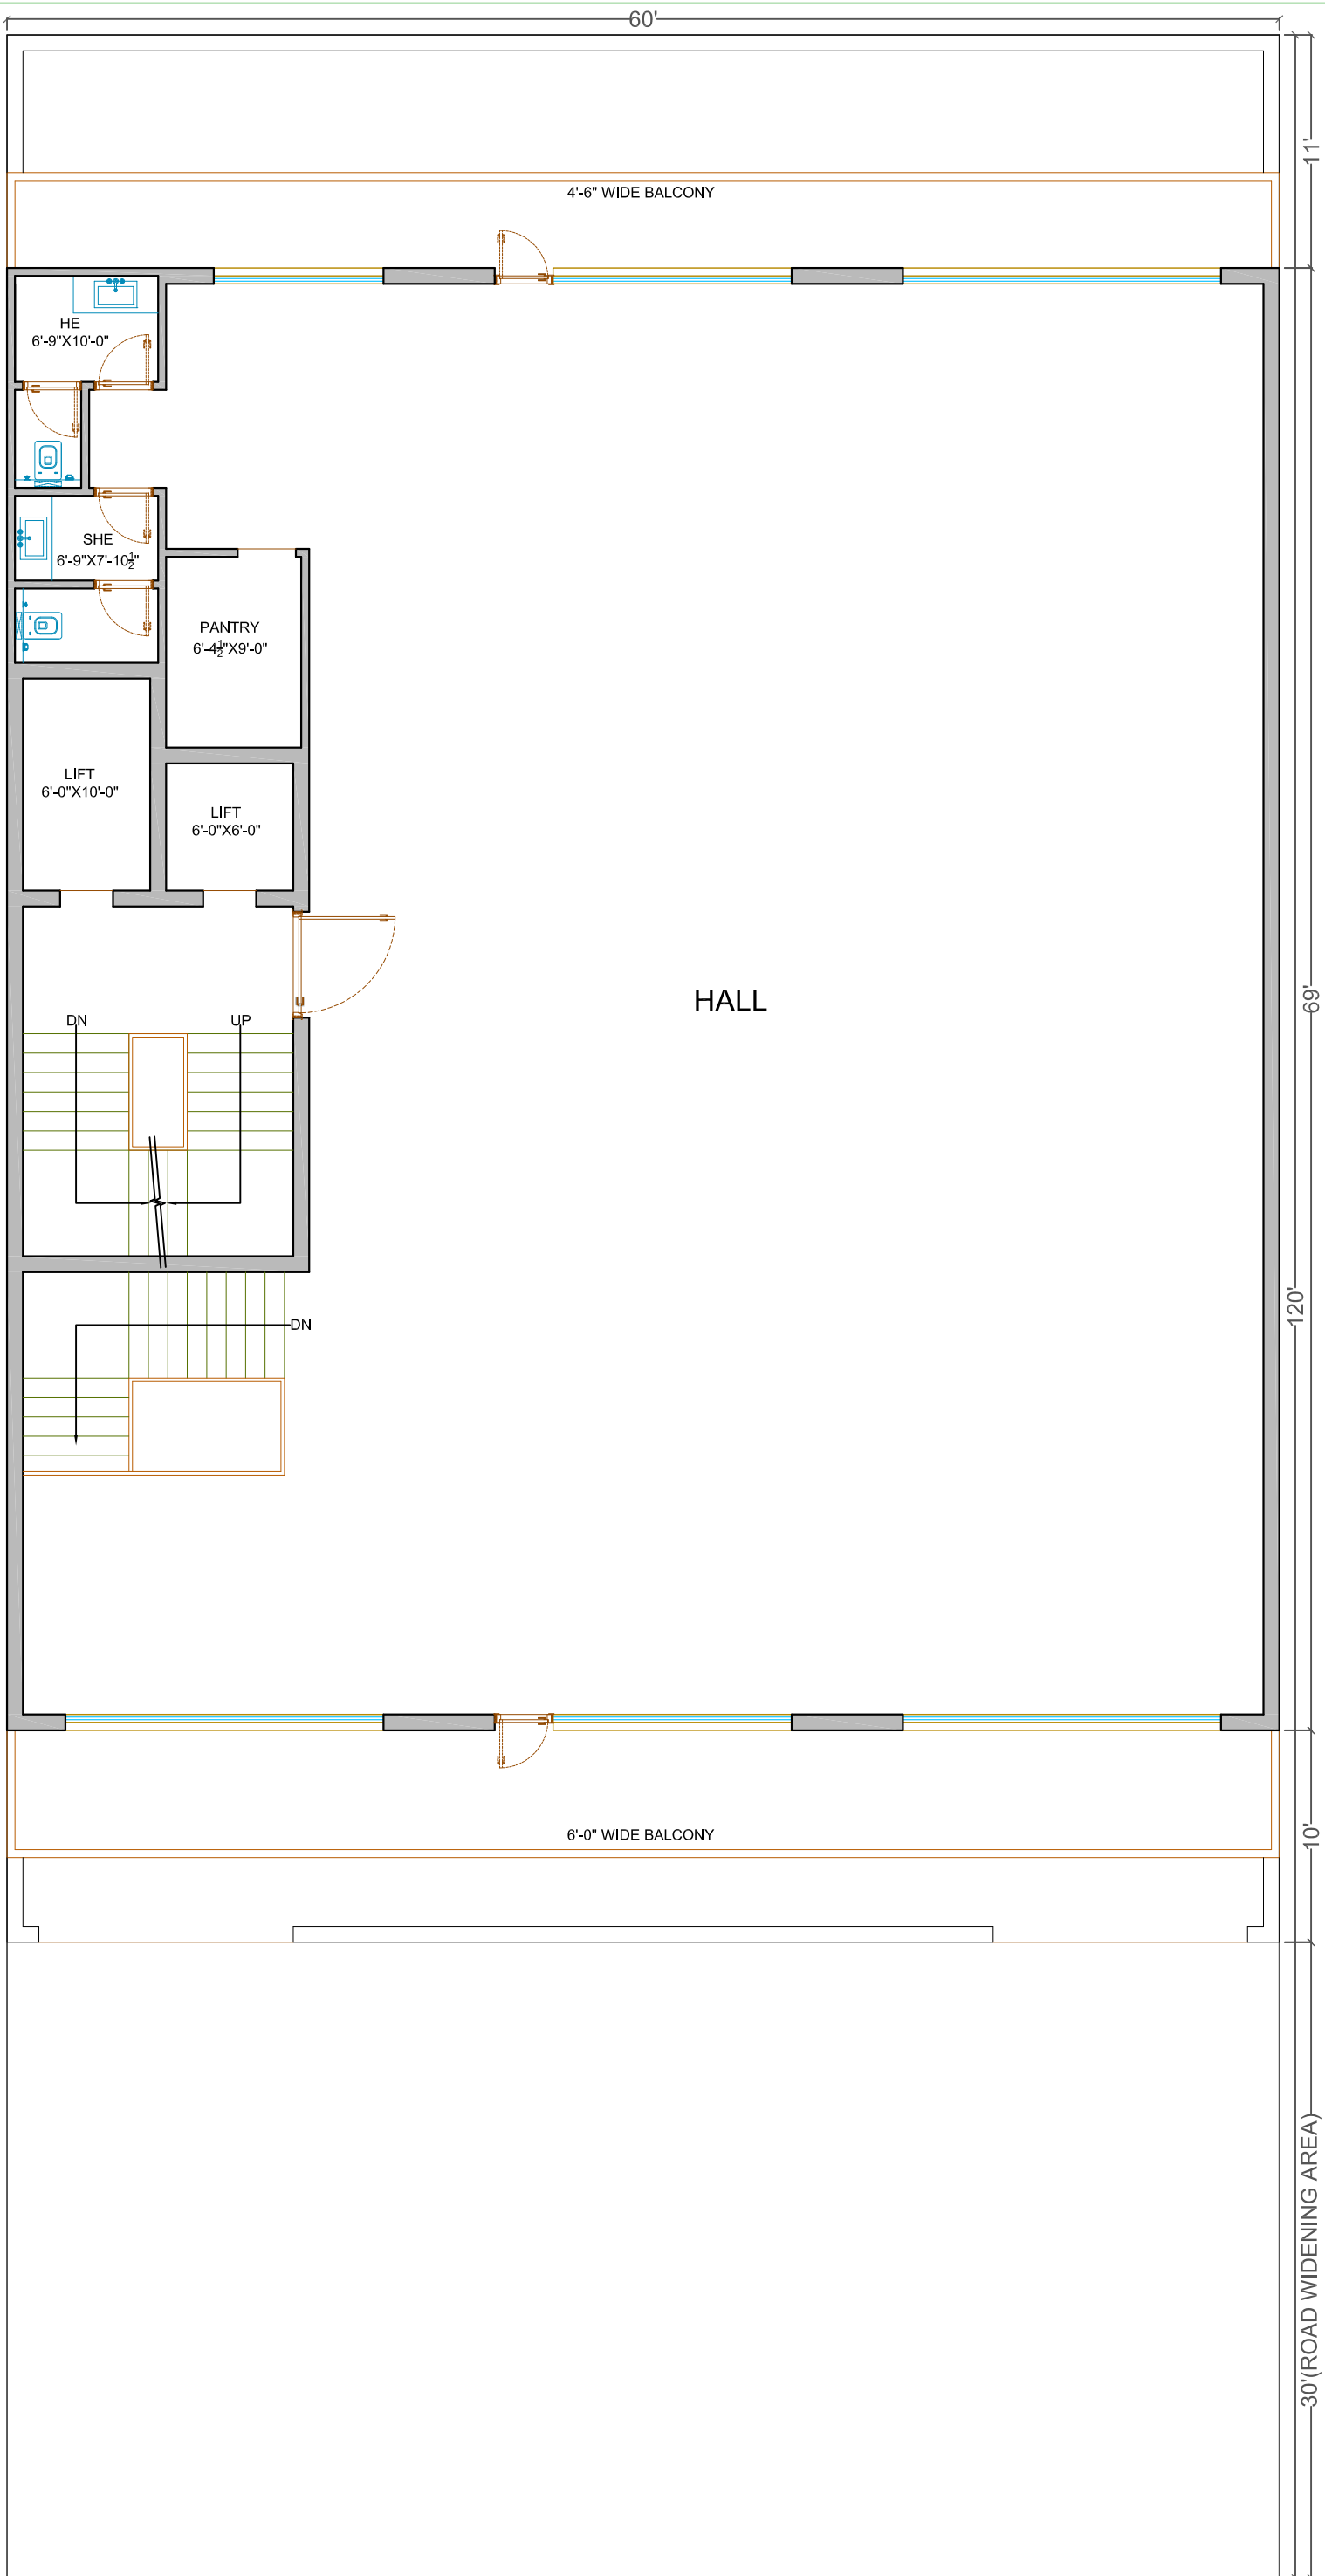 60'
11'
4'-6" WIDE BALCONY
HE
6'-9"X10'-0"
SHE
6'-9"X7'-10½"
PANTRY
6'-4½"X9'-0"
LIFT
6'-0"X10'-0"
LIFT
6'-0"X6'-0"
HALL
69'
DN
UP
120'
DN
6'-0" WIDE BALCONY
10'
30'(ROAD WIDENING AREA)